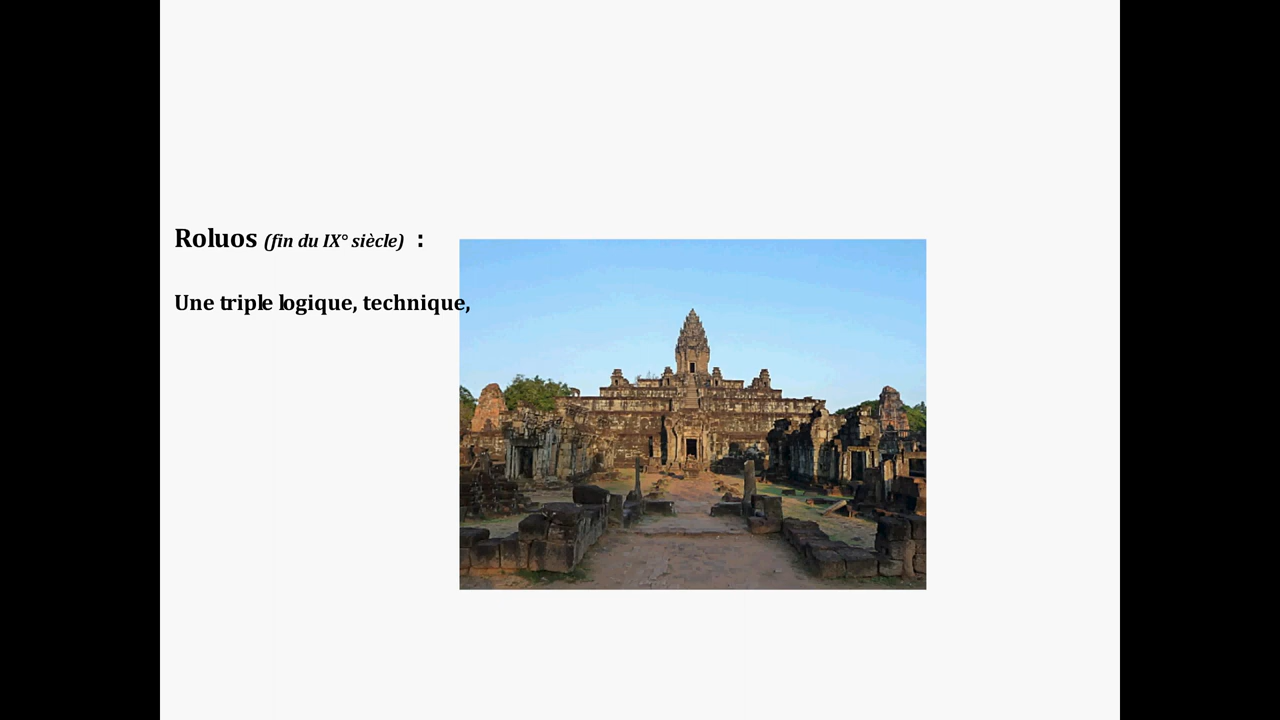 Roluos (fin du IX° siècle) :
Une triple logique, technique,